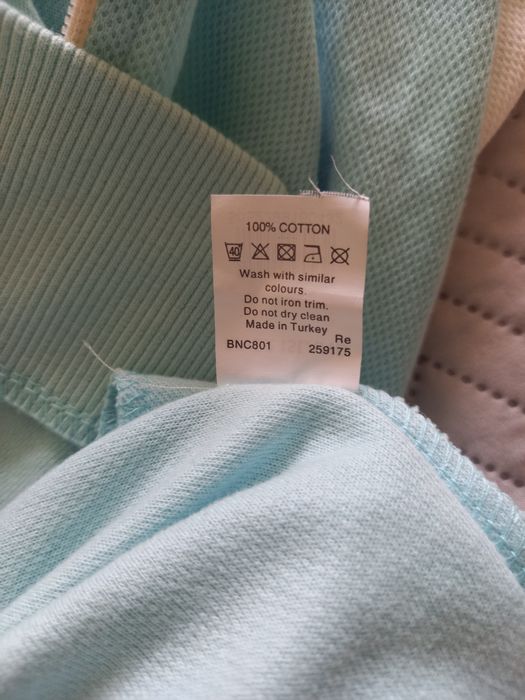 100% COTTON
40
Wash with similar
colours.
Do not iron trim.
Do not dry clean
Made in Turkey
Re
BNC801 259175